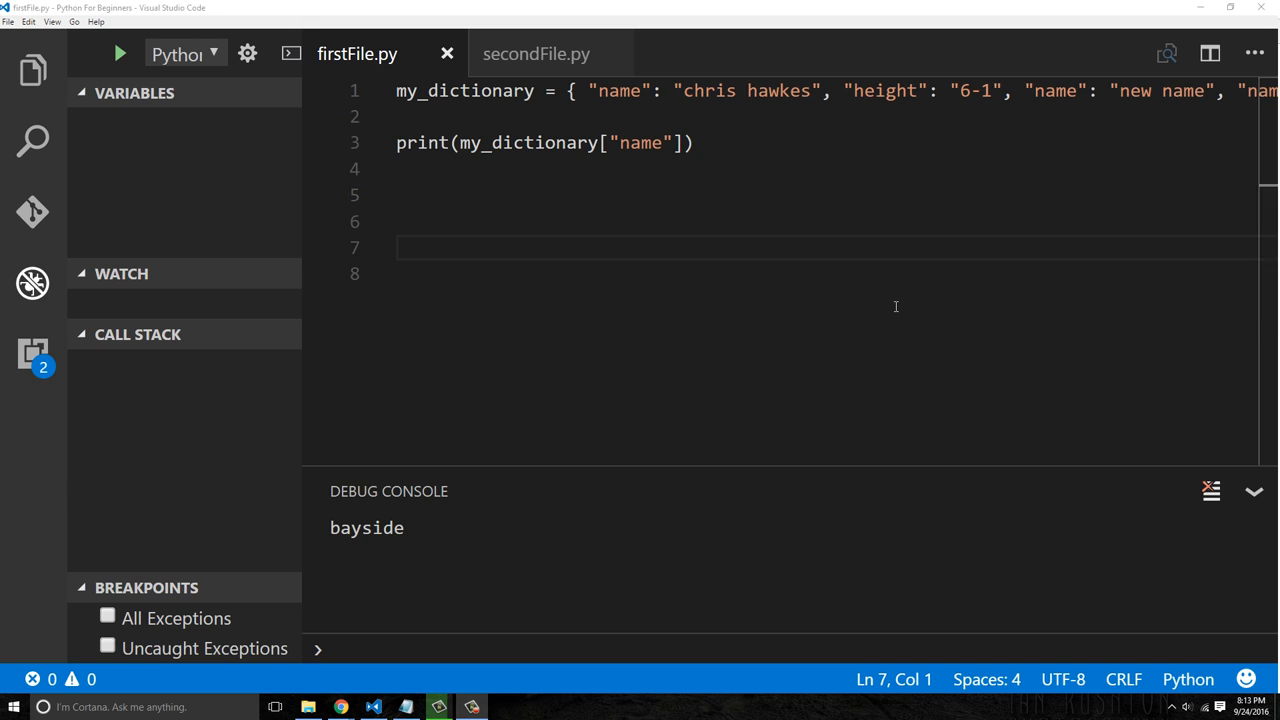 firstFile.py - Python For Beginners - Visual Studio Code
File Edit View Go Help
Pythor
firstFile.py
secondFile.py
VARIABLES
1 my_dictionary = { "name": "chris hawkes", "height": "6-1", "name": "new name", "nam
2
3 print(my_dictionary["name"])
4
5
6
7
8
WATCH
CALL STACK
2
DEBUG CONSOLE
bayside
BREAKPOINTS
All Exceptions
Uncaught Exceptions
0 0 Ln 7, Col 1 Spaces: 4 UTF-8 CRLF Python
I'm Cortana. Ask me anything.
8:13 PM
9/24/2016